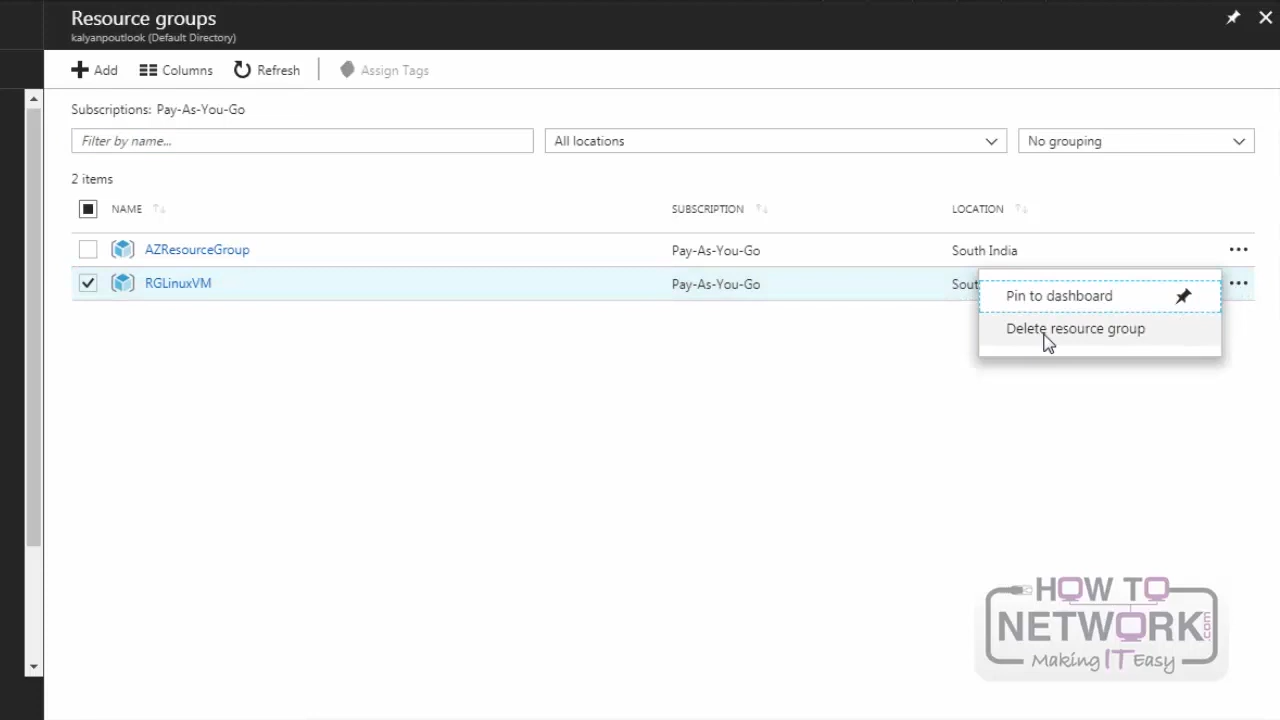 Resource groups
kalyanpoutlook (Default Directory)
Add Columns Refresh Assign Tags
Subscriptions: Pay-As-You-Go
Filter by name... All locations No grouping
2 items
NAME SUBSCRIPTION LOCATION
AZResourceGroup Pay-As-You-Go South India
RGLinuxVM Pay-As-You-Go Sout
Pin to dashboard
Delete resource group
HOW TO
NETWORK.com
Making IT Easy